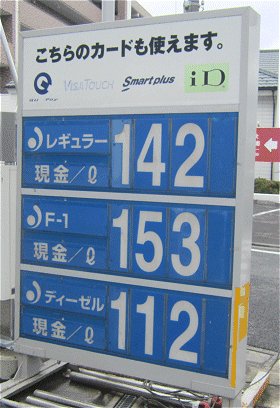 こちらのカードも使えます。
VISA TOUCH Smartplus iD
レギュラー 142
現金/ℓ
F-1 153
現金/ℓ
ディーゼル 112
現金/ℓ